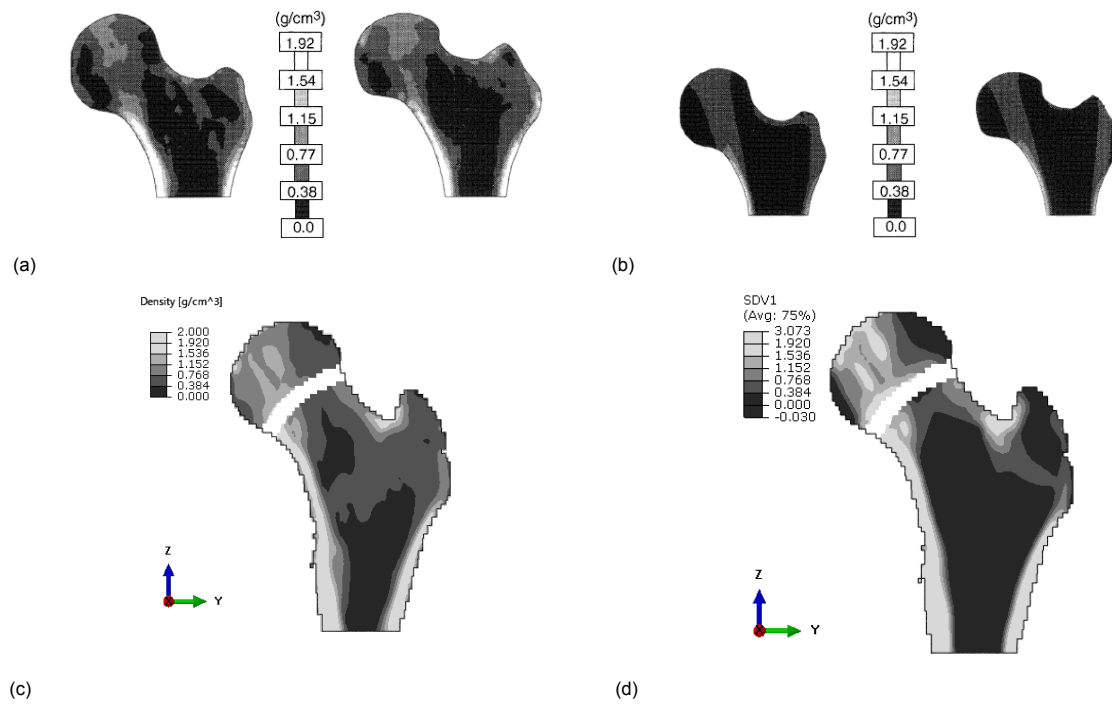 (g/cm³)
1.92
1.54
1.15
0.77
0.38
0.0
(a)
(g/cm³)
1.92
1.54
1.15
0.77
0.38
0.0
(b)
Density [g/cm^3]
2.000
1.920
1.536
1.152
0.768
0.384
0.000
Z
X
Y
(c)
SDV1
(Avg: 75%)
3.073
1.920
1.536
1.152
0.768
0.384
0.000
-0.030
Z
X
Y
(d)